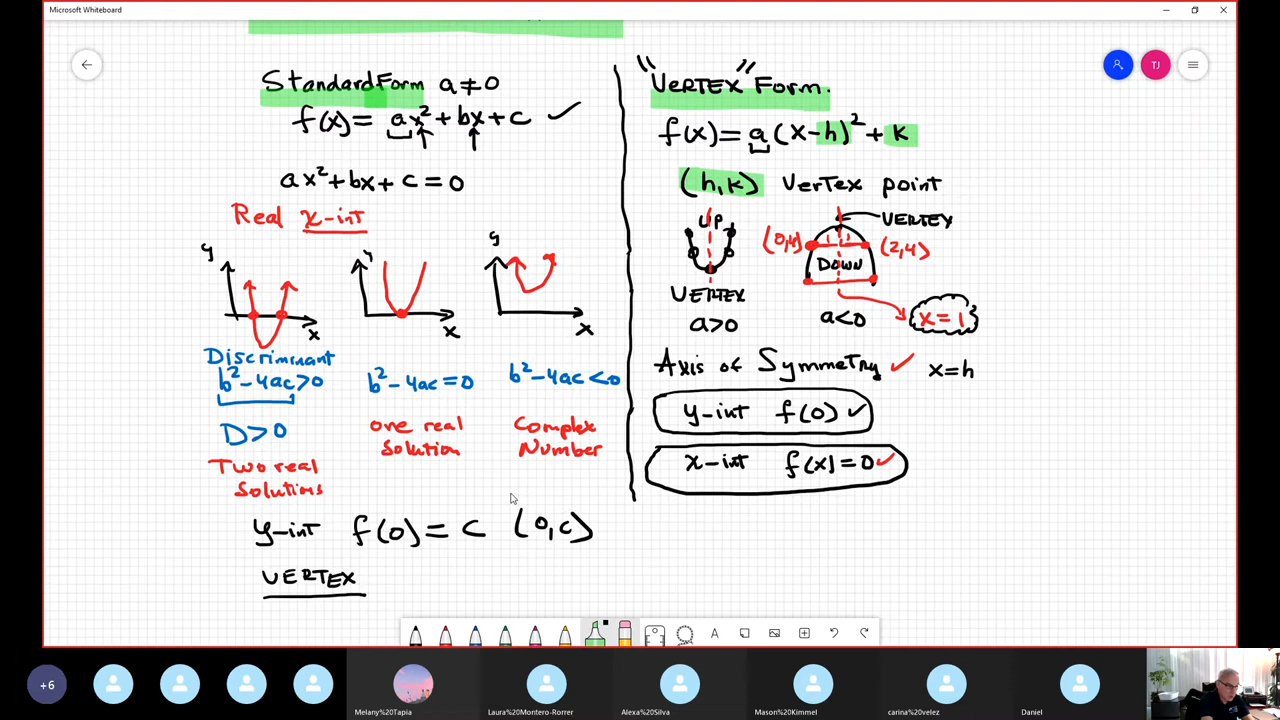 Microsoft Whiteboard
TJ
Standard Form a≠0
f(x) = ax²+bx+c ✓
ax²+bx+c=0
Real x-int
y
x
y
x
y
x
Discriminant
b²-4ac>0
b²-4ac=0
b²-4ac<0
D>0
one real
Solution
Complex
Number
Two real
Solutions
y-int f(0)=c (0,c)
VERTEX
"VERTEX" Form.
f(x)=a(x-h)²+k
(h,k) VerTex point
UP
VERTEX
a>0
VERTEX
(0,4)
(2,4)
DOWN
a<0
x=1
Axis of Symmetry ✓ x=h
y-int f(0) ✓
x-int f(x)=0 ✓
A
+6
Melany%20Tapia
Laura%20Montero-Rorrer
Alexa%20Silva
Mason%20Kimmel
carina%20velez
Daniel